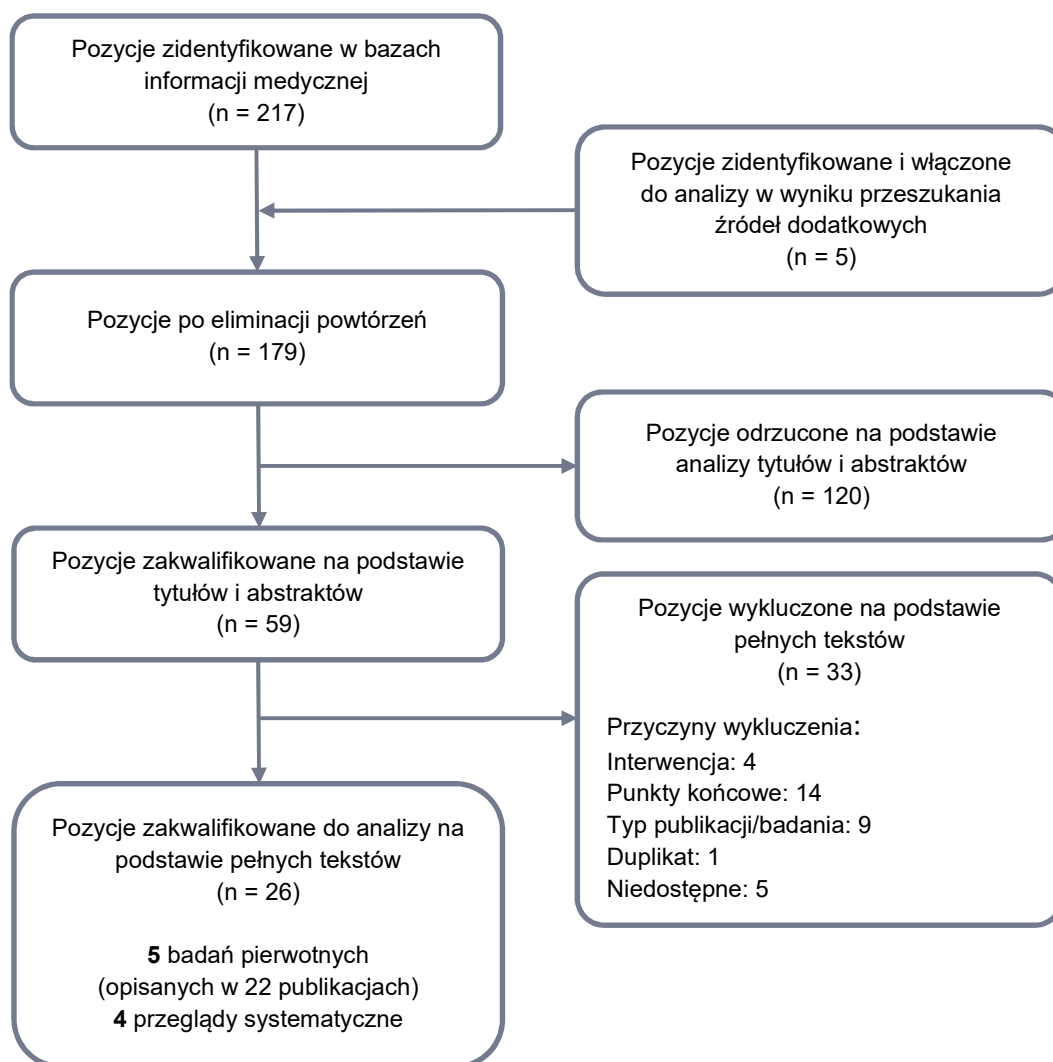 Pozycje zidentyfikowane w bazach
informacji medycznej
(n = 217)
Pozycje zidentyfikowane i włączone
do analizy w wyniku przeszukania
źródeł dodatkowych
(n = 5)
Pozycje po eliminacji powtórzeń
(n = 179)
Pozycje odrzucone na podstawie
analizy tytułów i abstraktów
(n = 120)
Pozycje zakwalifikowane na podstawie
tytułów i abstraktów
(n = 59)
Pozycje wykluczone na podstawie
pełnych tekstów
(n = 33)
Przyczyny wykluczenia:
Interwencja: 4
Punkty końcowe: 14
Typ publikacji/badania: 9
Duplikat: 1
Niedostępne: 5
Pozycje zakwalifikowane do analizy na
podstawie pełnych tekstów
(n = 26)
5 badań pierwotnych
(opisanych w 22 publikacjach)
4 przeglądy systematyczne